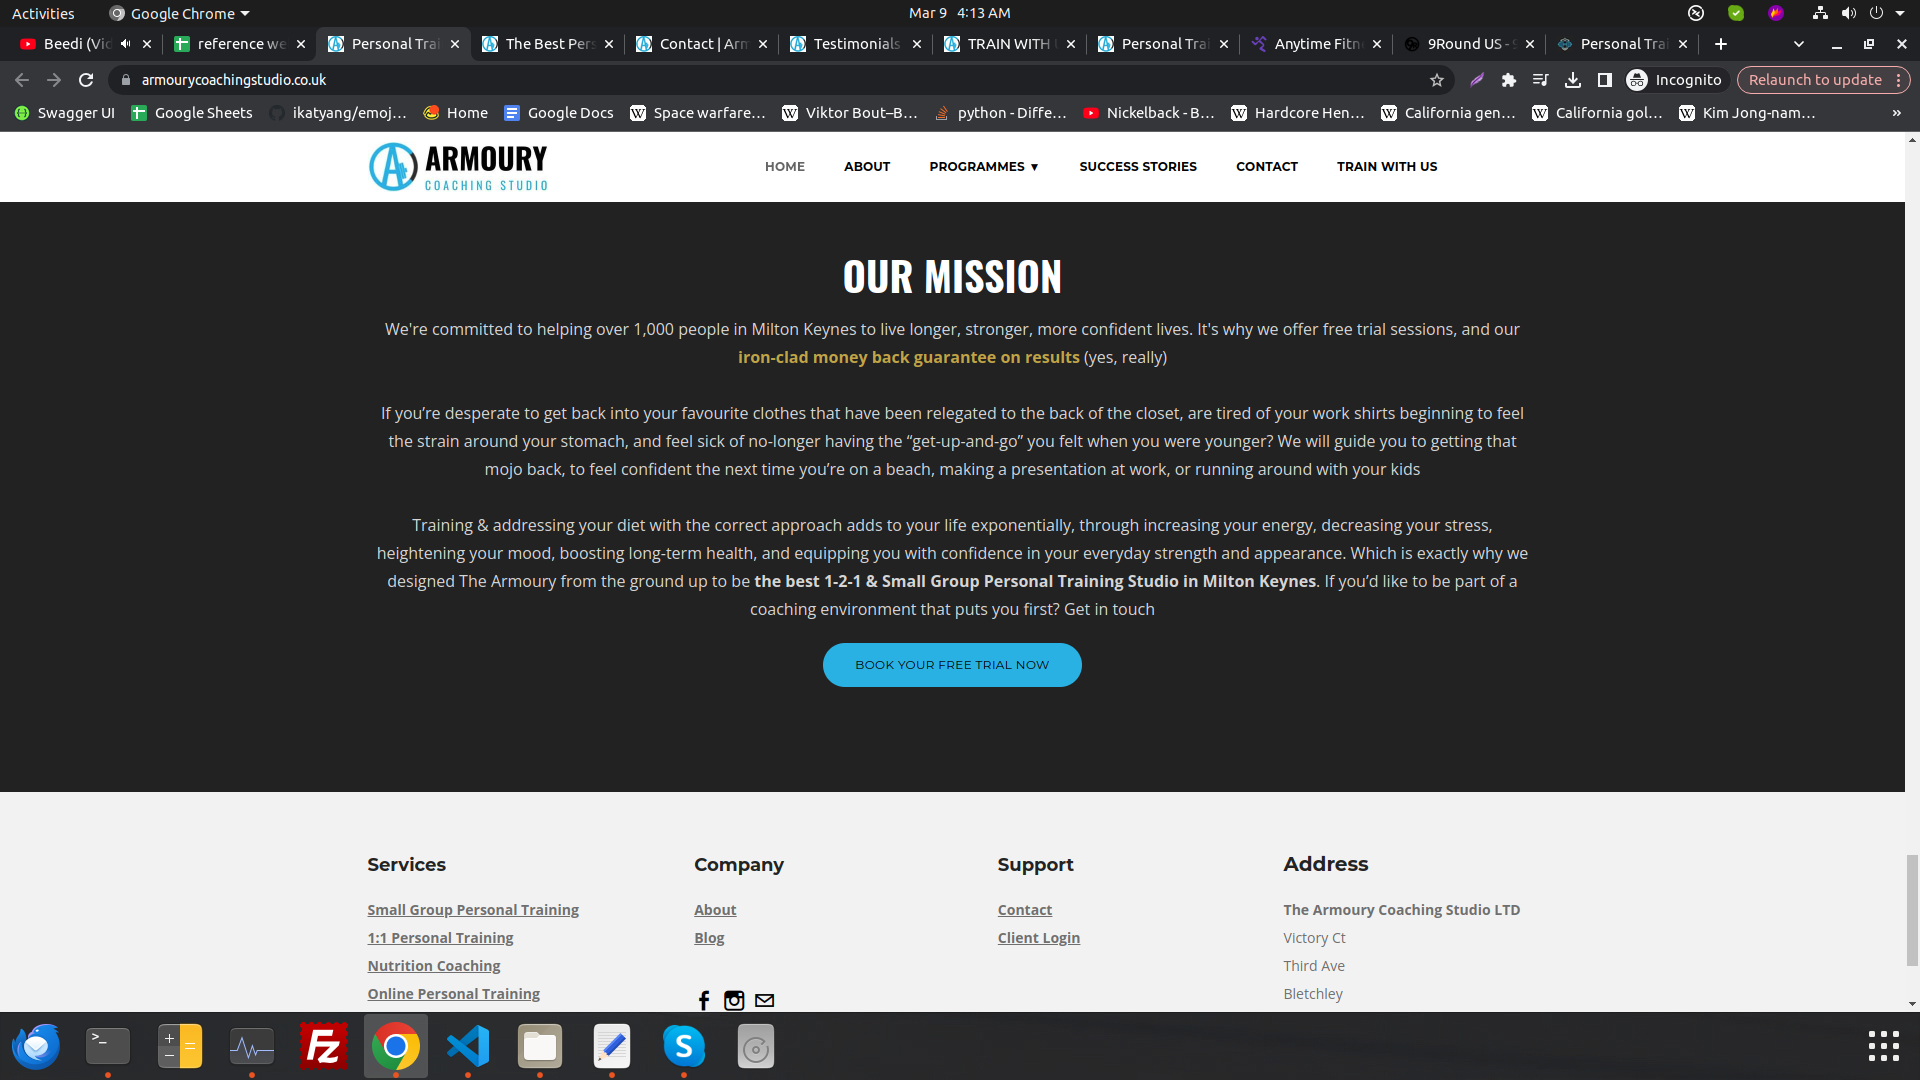 Activities
Google Chrome
Mar 9 4:13 AM
Beedi (Vid
reference we
Personal Trai
The Best Pers
Contact | Arm
Testimonials
TRAIN WITH
Personal Trai
Anytime Fitn
9Round US -
Personal Trai
armourycoachingstudio.co.uk
Incognito
Relaunch to update
Swagger UI
Google Sheets
ikatyang/emoj…
Home
Google Docs
Space warfare…
Viktor Bout–B…
python - Diffe…
Nickelback - B…
Hardcore Hen…
California gen…
California gol…
Kim Jong-nam…
»
ARMOURY
COACHING STUDIO
HOME
ABOUT
PROGRAMMES ▼
SUCCESS STORIES
CONTACT
TRAIN WITH US
OUR MISSION
We're committed to helping over 1,000 people in Milton Keynes to live longer, stronger, more confident lives. It's why we offer free trial sessions, and our
iron-clad money back guarantee on results (yes, really)
If you’re desperate to get back into your favourite clothes that have been relegated to the back of the closet, are tired of your work shirts beginning to feel
the strain around your stomach, and feel sick of no-longer having the “get-up-and-go” you felt when you were younger? We will guide you to getting that
mojo back, to feel confident the next time you’re on a beach, making a presentation at work, or running around with your kids
Training & addressing your diet with the correct approach adds to your life exponentially, through increasing your energy, decreasing your stress,
heightening your mood, boosting long-term health, and equipping you with confidence in your everyday strength and appearance. Which is exactly why we
designed The Armoury from the ground up to be the best 1-2-1 & Small Group Personal Training Studio in Milton Keynes. If you’d like to be part of a
coaching environment that puts you first? Get in touch
BOOK YOUR FREE TRIAL NOW
Services
Small Group Personal Training
1:1 Personal Training
Nutrition Coaching
Online Personal Training
Company
About
Blog
Support
Contact
Client Login
Address
The Armoury Coaching Studio LTD
Victory Ct
Third Ave
Bletchley